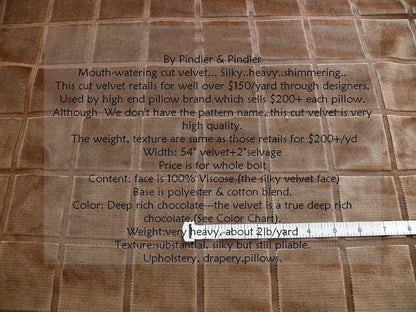 By Pindler & Pindler
Mouth-watering cut velvet... Silky..heavy..shimmering..
This cut velvet retails for well over $150/yard through designers.
Used by high end pillow brand which sells $200+ each pillow.
Although We don't have the pattern name, this cut velvet is very
high quality.
The weight, texture are same as those retails for $200+/yd
Width: 54" velvet+2"selvage
Price is for whole bolt.
Content: face is 100% Viscose (the silky velvet face)
Base is polyester & cotton blend.
Color: Deep rich chocolate---the velvet is a true deep rich
chocolate.(See Color Chart).
Weight:very heavy, about 2lb/yard
Texture:substantial, silky but still pliable.
Upholstery, drapery,pillows.
4 5 6 7 8